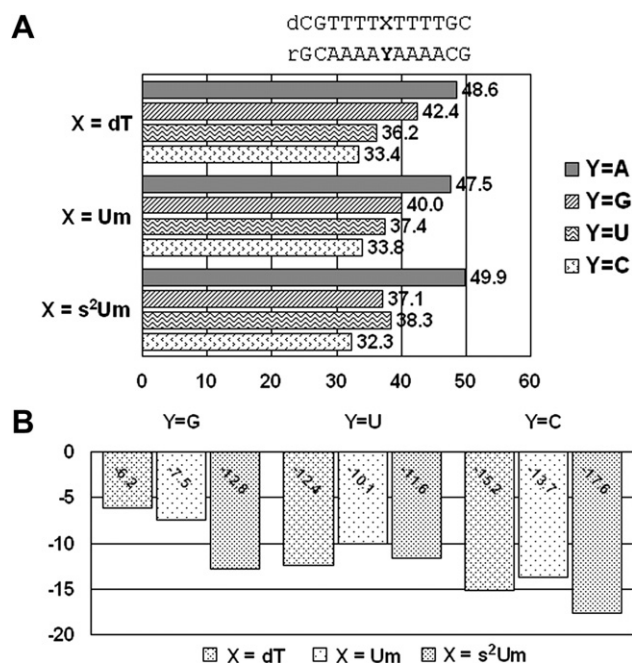 A
dCGTTTTXTTTTGC
rGCAAAAYAAAACG
X = dT
48.6
42.4
36.2
33.4
X = Um
47.5
40.0
37.4
33.8
X = s²Um
49.9
37.1
38.3
32.3
0 10 20 30 40 50 60
Y=A
Y=G
Y=U
Y=C
B
Y=G Y=U Y=C
0
-5
-10
-15
-20
-6.2 -7.5 -12.8 -12.4 -10.1 -11.6 -15.2 -13.7 -17.6
X = dT X = Um X = s²Um